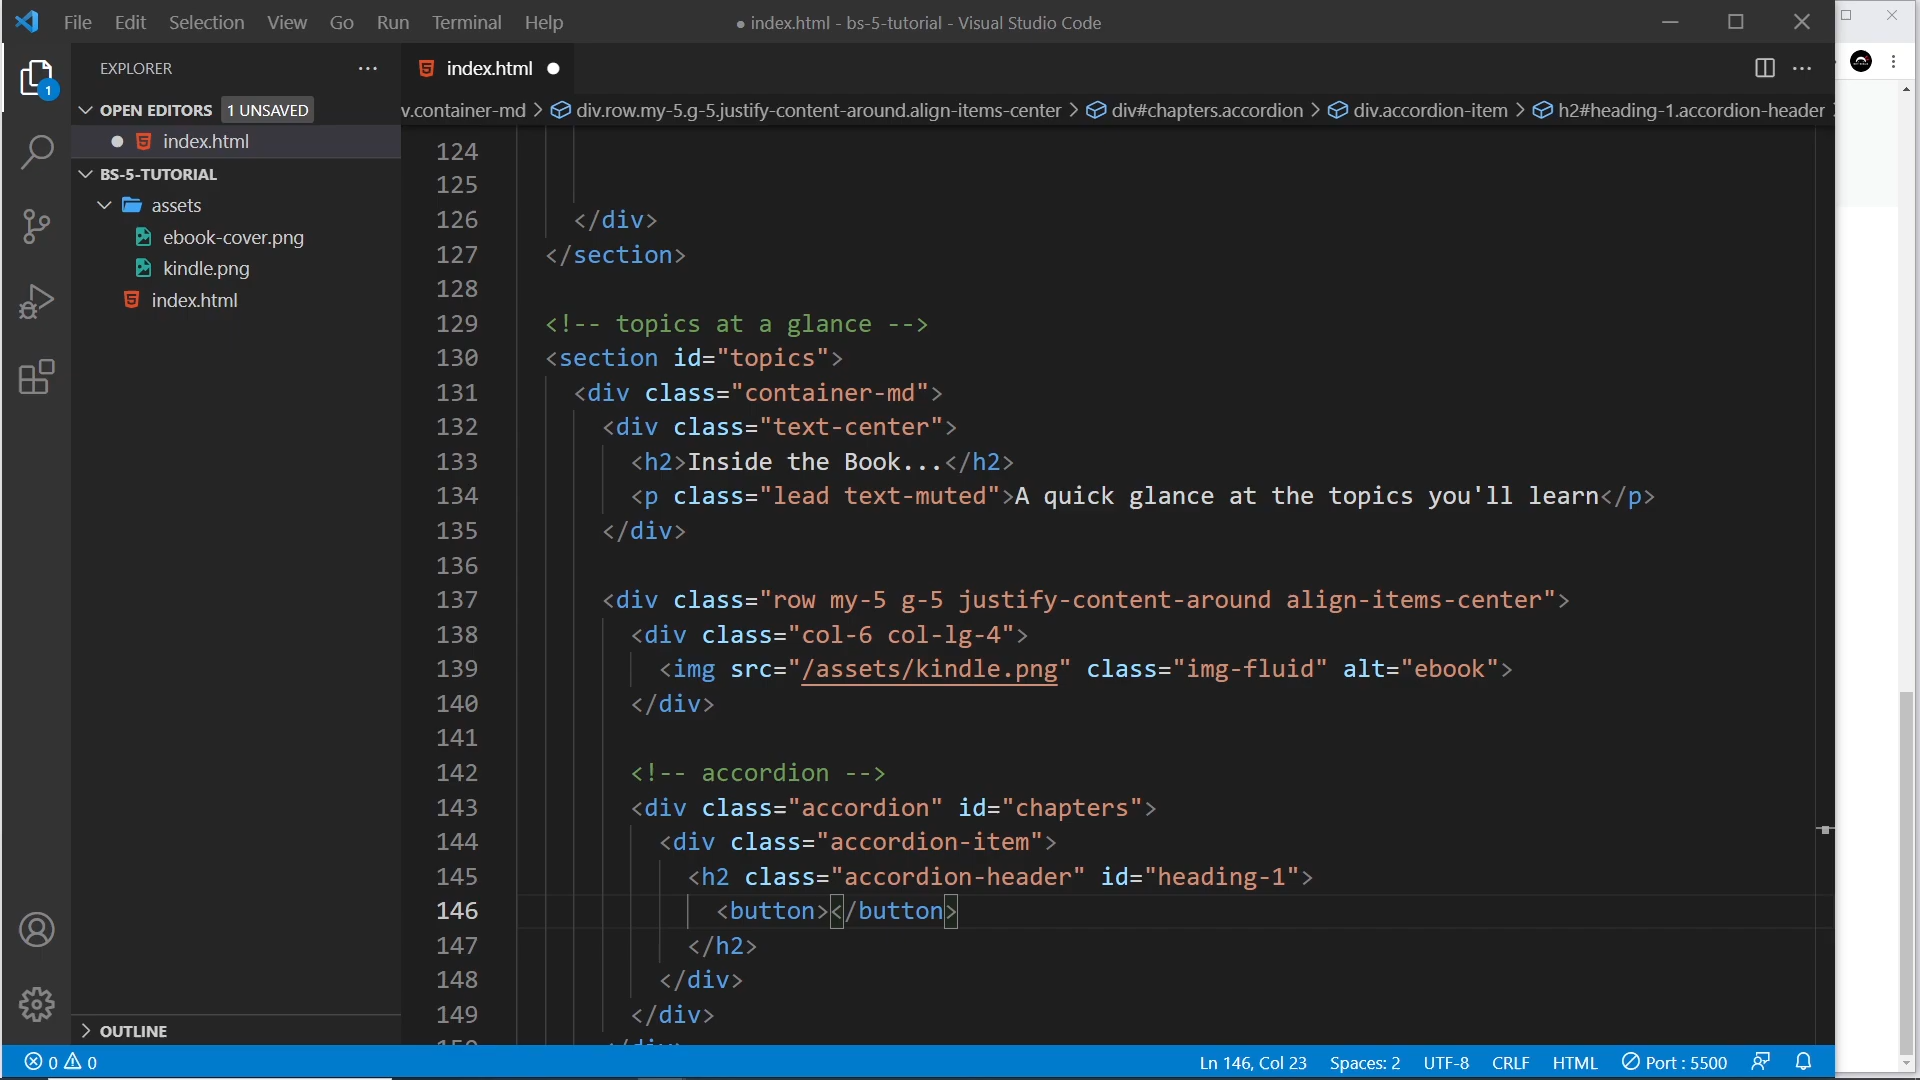 File Edit Selection View Go Run Terminal Help
● index.html - bs-5-tutorial - Visual Studio Code
EXPLORER
index.html
OPEN EDITORS 1 UNSAVED
index.html
BS-5-TUTORIAL
assets
ebook-cover.png
kindle.png
index.html
OUTLINE
1
v.container-md > div.row.my-5.g-5.justify-content-around.align-items-center > div#chapters.accordion > div.accordion-item > h2#heading-1.accordion-header
124
125
126 </div>
127 </section>
128
129 <!-- topics at a glance -->
130 <section id="topics">
131 <div class="container-md">
132 <div class="text-center">
133 <h2>Inside the Book...</h2>
134 <p class="lead text-muted">A quick glance at the topics you'll learn</p>
135 </div>
136
137 <div class="row my-5 g-5 justify-content-around align-items-center">
138 <div class="col-6 col-lg-4">
139 <img src="/assets/kindle.png" class="img-fluid" alt="ebook">
140 </div>
141
142 <!-- accordion -->
143 <div class="accordion" id="chapters">
144 <div class="accordion-item">
145 <h2 class="accordion-header" id="heading-1">
146 <button></button>
147 </h2>
148 </div>
149 </div>
0 0
Ln 146, Col 23 Spaces: 2 UTF-8 CRLF HTML Port : 5500